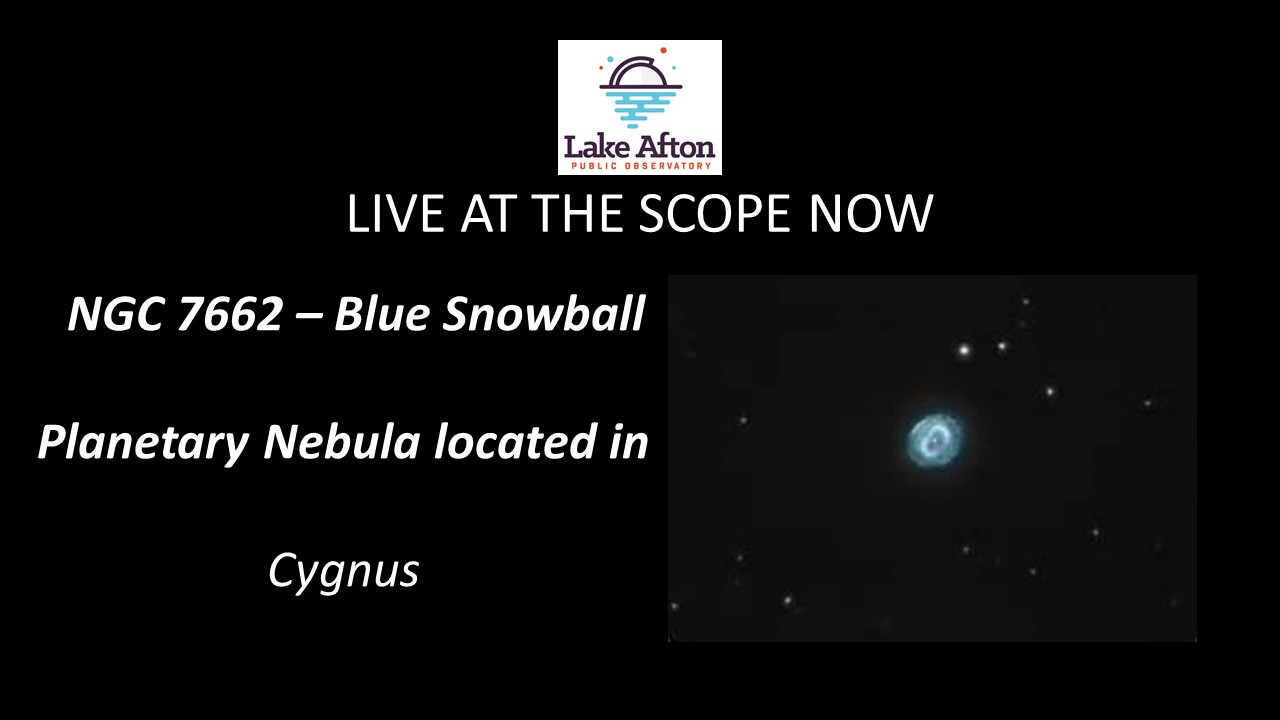 Lake Afton
PUBLIC OBSERVATORY
LIVE AT THE SCOPE NOW
NGC 7662 – Blue Snowball
Planetary Nebula located in
Cygnus